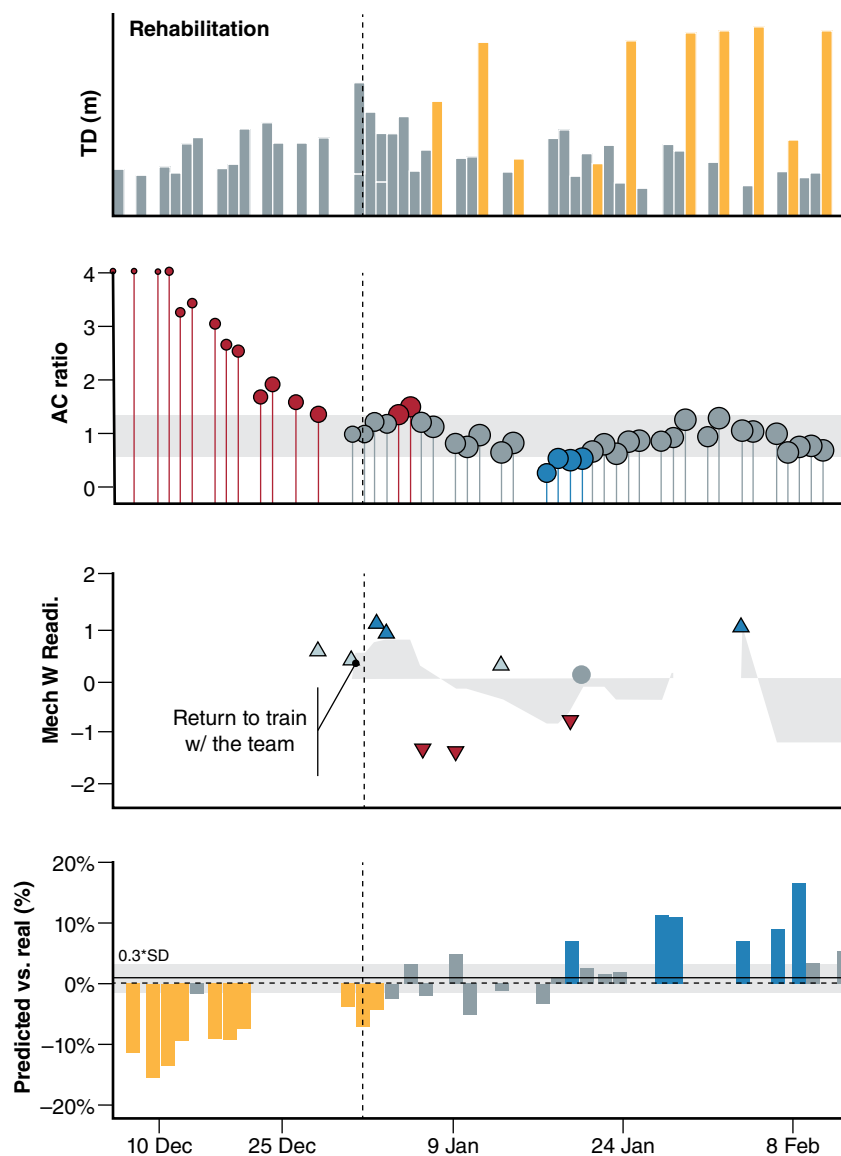 Rehabilitation
TD (m)
AC ratio
4
3
2
1
0
Mech W Readi.
2
1
0
−1
−2
Return to train
w/ the team
Predicted vs. real (%)
20%
10%
0%
−10%
−20%
0.3*SD
10 Dec
25 Dec
9 Jan
24 Jan
8 Feb